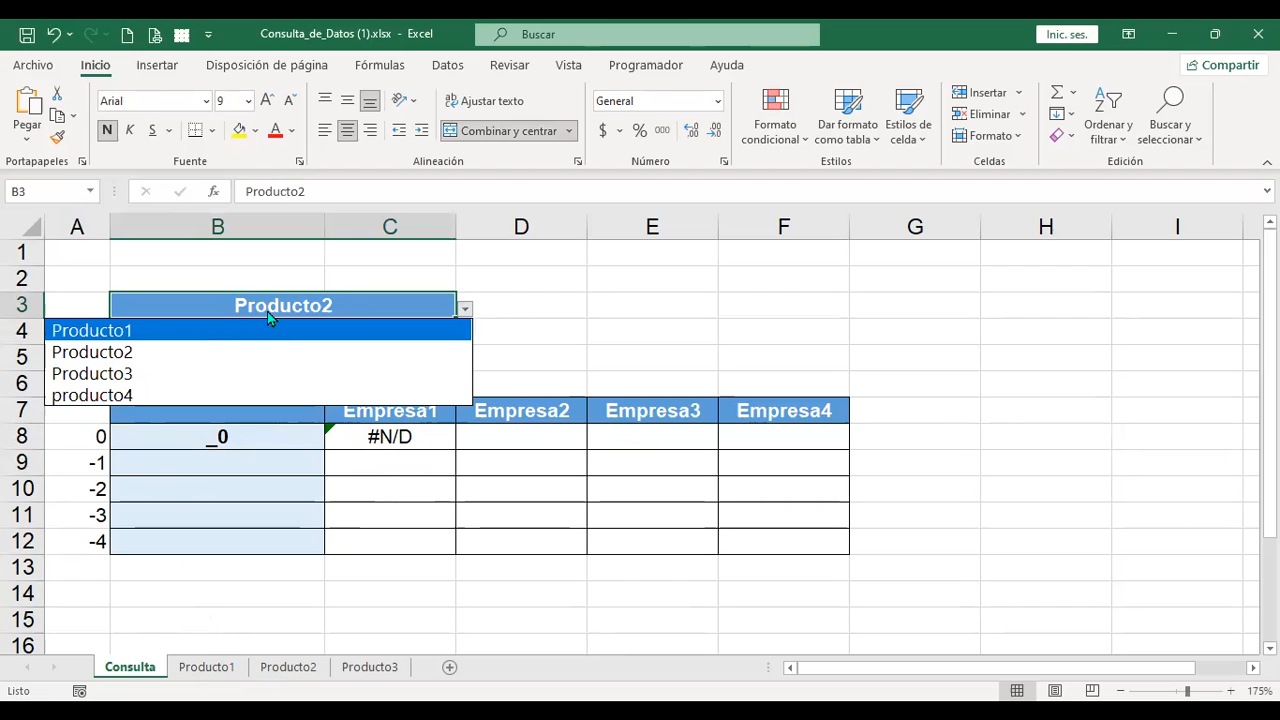 Consulta_de_Datos (1).xlsx - Excel
Buscar
Inic. ses.
Archivo Inicio Insertar Disposición de página Fórmulas Datos Revisar Vista Programador Ayuda Compartir
Pegar
Portapapeles
Arial 9
N K S
Fuente
Ajustar texto
Combinar y centrar
Alineación
General
$ % 000
Número
Formato condicional
Dar formato como tabla
Estilos de celda
Estilos
Insertar
Eliminar
Formato
Celdas
Ordenar y filtrar
Buscar y seleccionar
Edición
B3 fx Producto2
A B C D E F G H I
1
2
3 Producto2
4 Producto1
5 Producto2
6 Producto3
producto4
7 Empresa1 Empresa2 Empresa3 Empresa4
8 0 _0 #N/D
9 -1
10 -2
11 -3
12 -4
13
14
15
16
Consulta Producto1 Producto2 Producto3
Listo 175%